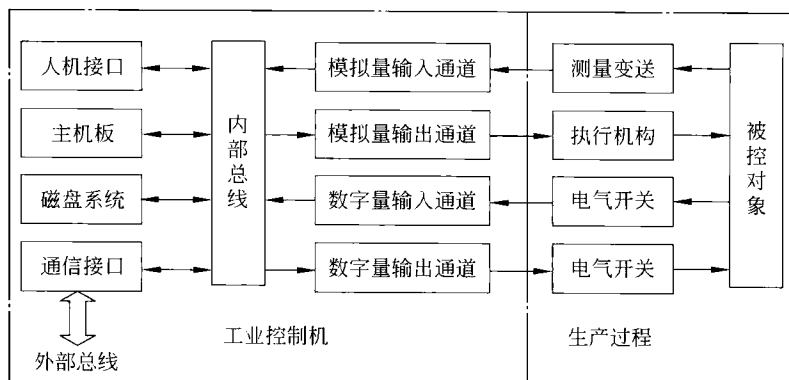 人机接口
模拟量输入通道
测量变送
主机板
模拟量输出通道
执行机构
内部总线
被控对象
磁盘系统
数字量输入通道
电气开关
通信接口
数字量输出通道
电气开关
工业控制机
生产过程
外部总线